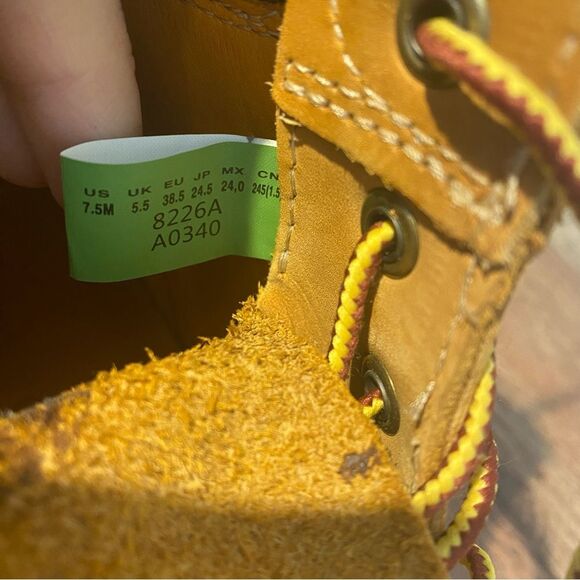 US UK EU JP MX CN
7.5M 5.5 38.5 24.5 24,0 245(1.5
8226A
A0340